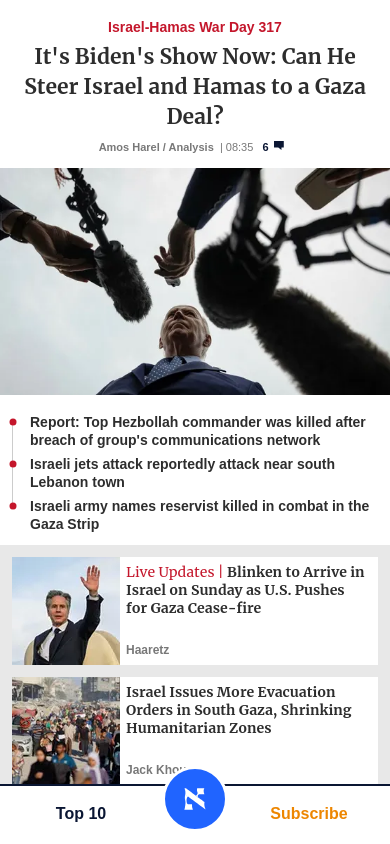 Israel-Hamas War Day 317
It's Biden's Show Now: Can He
Steer Israel and Hamas to a Gaza
Deal?
Amos Harel / Analysis | 08:35 6
Report: Top Hezbollah commander was killed after
breach of group's communications network
Israeli jets attack reportedly attack near south
Lebanon town
Israeli army names reservist killed in combat in the
Gaza Strip
Live Updates | Blinken to Arrive in
Israel on Sunday as U.S. Pushes
for Gaza Cease-fire
Haaretz
Israel Issues More Evacuation
Orders in South Gaza, Shrinking
Humanitarian Zones
Jack
Top 10
Subscribe